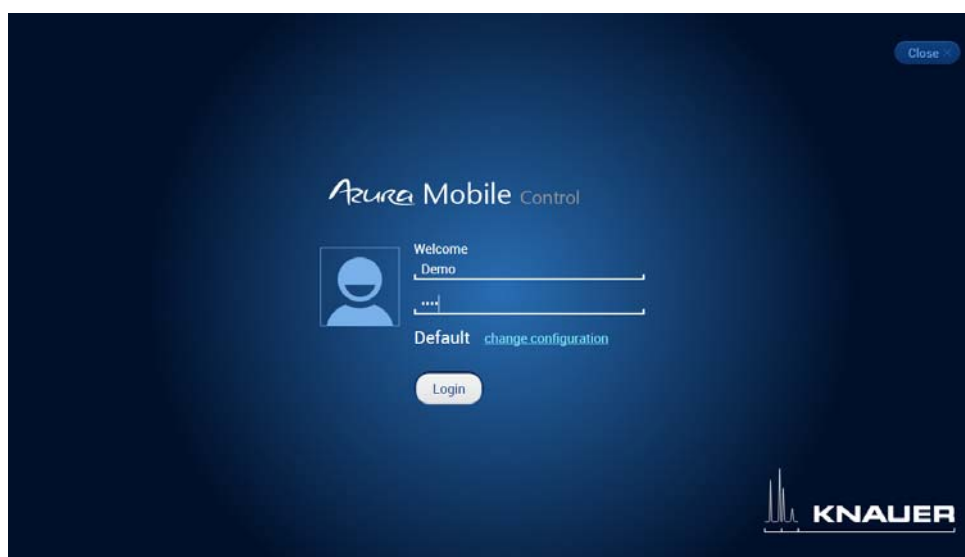 Close ×
Azura Mobile Control
Welcome
Demo
••••
Default change configuration
Login
KNAUER